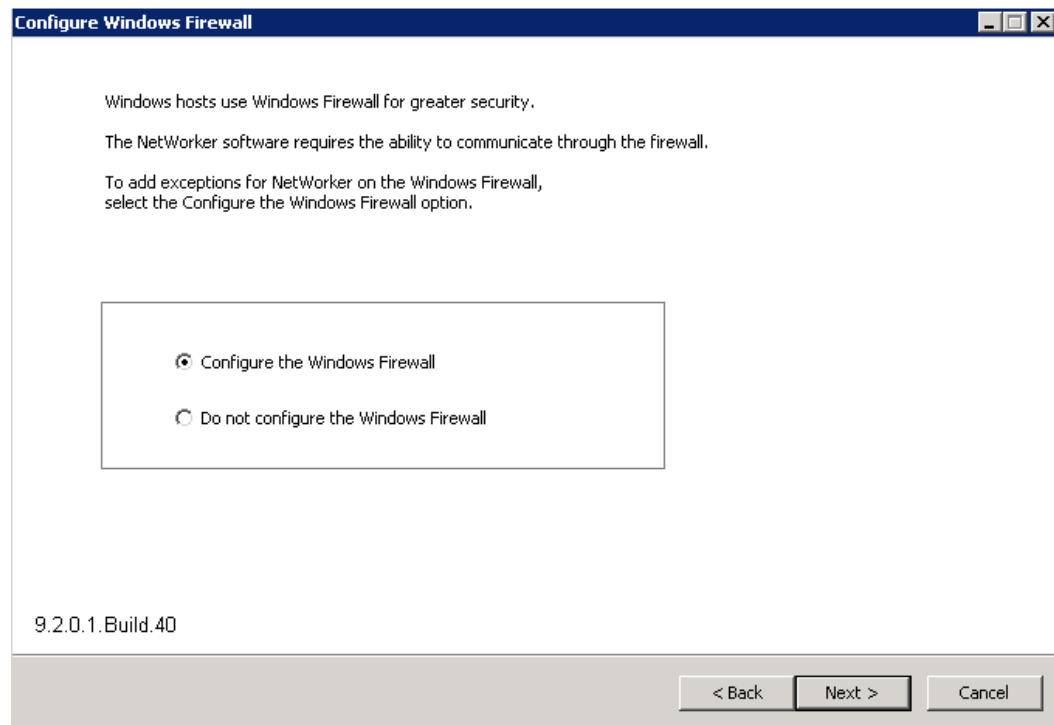 Configure Windows Firewall
Windows hosts use Windows Firewall for greater security.
The NetWorker software requires the ability to communicate through the firewall.
To add exceptions for NetWorker on the Windows Firewall,
select the Configure the Windows Firewall option.
Configure the Windows Firewall
Do not configure the Windows Firewall
9.2.0.1.Build.40
< Back
Next >
Cancel